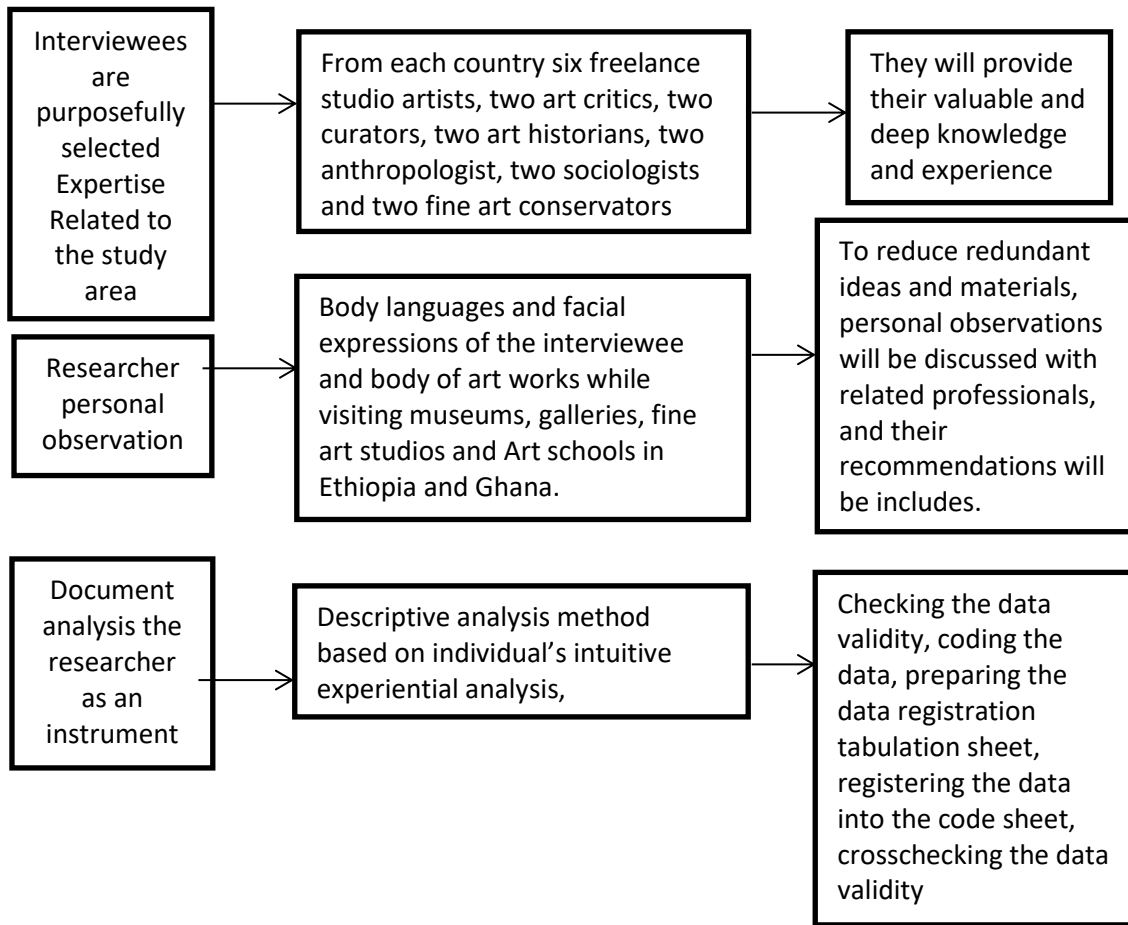 Interviewees
are
purposefully
selected
Expertise
Related to
the study
area
From each country six freelance
studio artists, two art critics, two
curators, two art historians, two
anthropologist, two sociologists
and two fine art conservators
They will provide
their valuable and
deep knowledge
and experience
Researcher
personal
observation
Body languages and facial
expressions of the interviewee
and body of art works while
visiting museums, galleries, fine
art studios and Art schools in
Ethiopia and Ghana.
To reduce redundant
ideas and materials,
personal observations
will be discussed with
related professionals,
and their
recommendations will
be includes.
Document
analysis the
researcher
as an
instrument
Descriptive analysis method
based on individual’s intuitive
experiential analysis,
Checking the data
validity, coding the
data, preparing the
data registration
tabulation sheet,
registering the data
into the code sheet,
crosschecking the data
validity